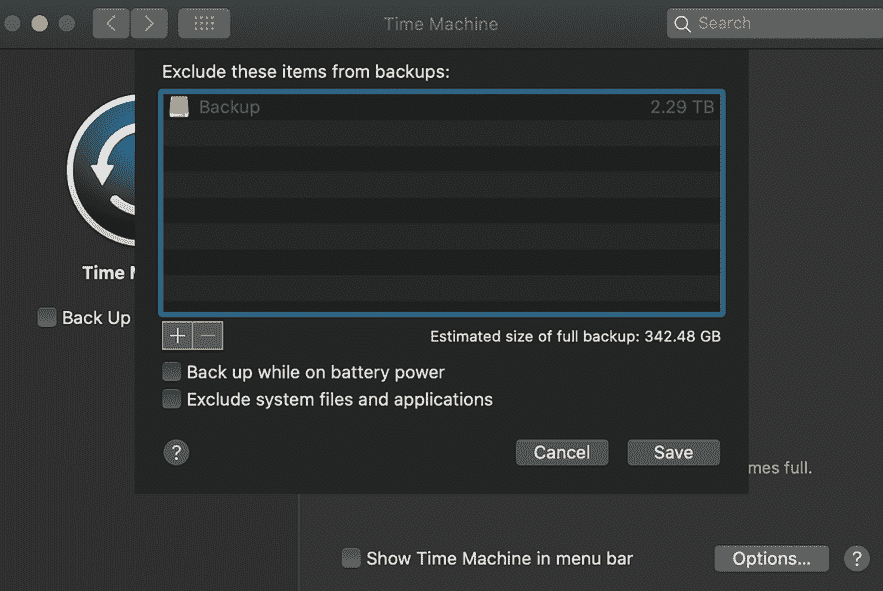 Time Machine
Search
Exclude these items from backups:
Backup 2.29 TB
Time M
Back Up
Estimated size of full backup: 342.48 GB
Back up while on battery power
Exclude system files and applications
?
Cancel
Save
mes full.
Show Time Machine in menu bar
Options...
?